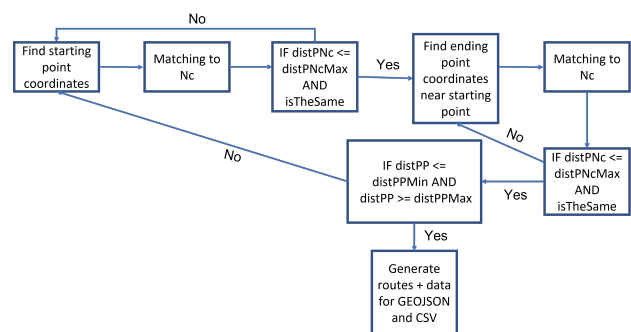 No
Find starting
point
coordinates
Matching to
Nc
IF distPNc <=
distPNcMax
AND
isTheSame
Yes
Find ending
point
coordinates
near starting
point
Matching to
Nc
No
IF distPNc <=
distPNcMax
AND
isTheSame
Yes
IF distPP <=
distPPMin AND
distPP >= distPPMax
No
Yes
Generate
routes + data
for GEOJSON
and CSV